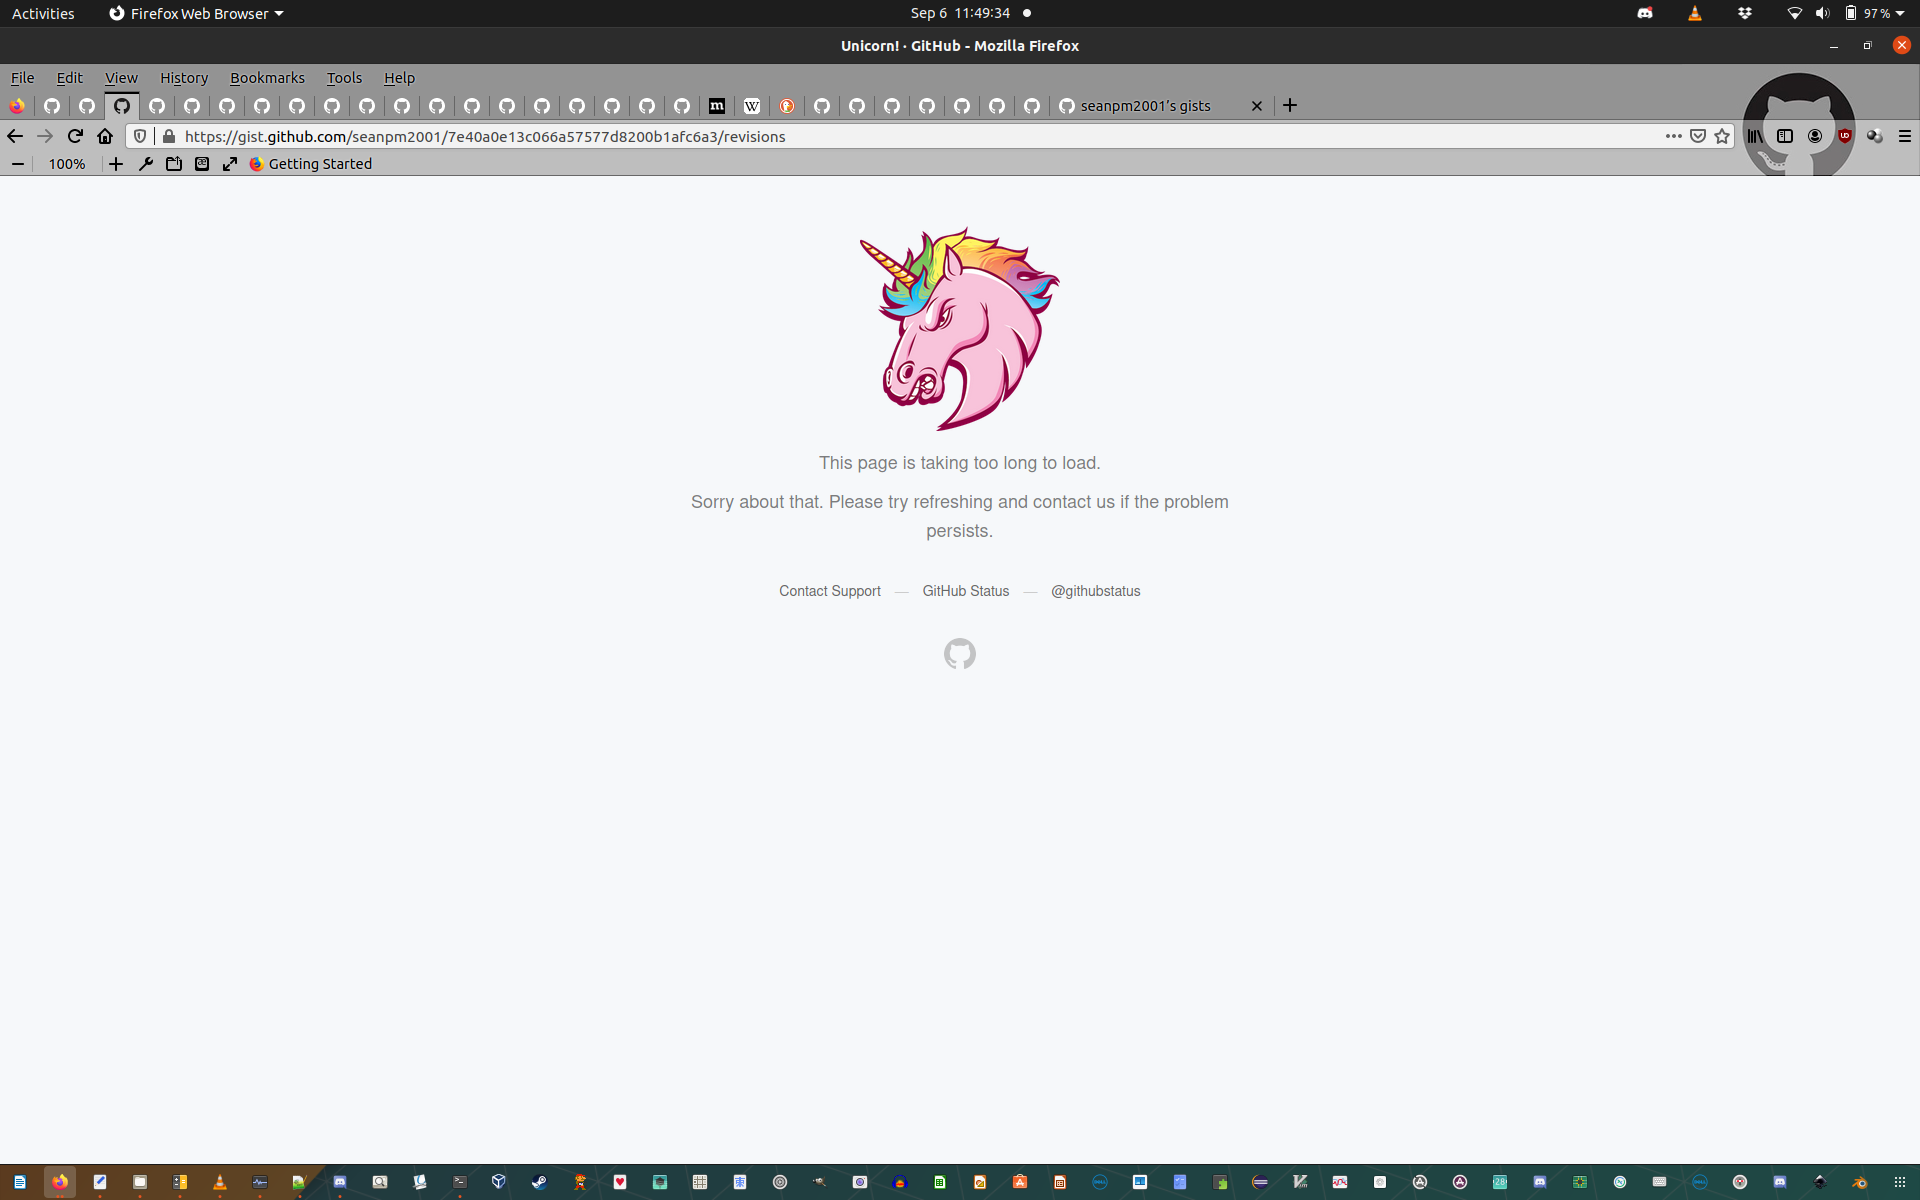 Activities
Firefox Web Browser
Sep 6 11:49:34
97 %
Unicorn! · GitHub - Mozilla Firefox
File Edit View History Bookmarks Tools Help
m
W
seanpm2001's gists
https://gist.github.com/seanpm2001/7e40a0e13c066a57577d8200b1afc6a3/revisions
100%
Getting Started
This page is taking too long to load.
Sorry about that. Please try refreshing and contact us if the problem
persists.
Contact Support — GitHub Status — @githubstatus